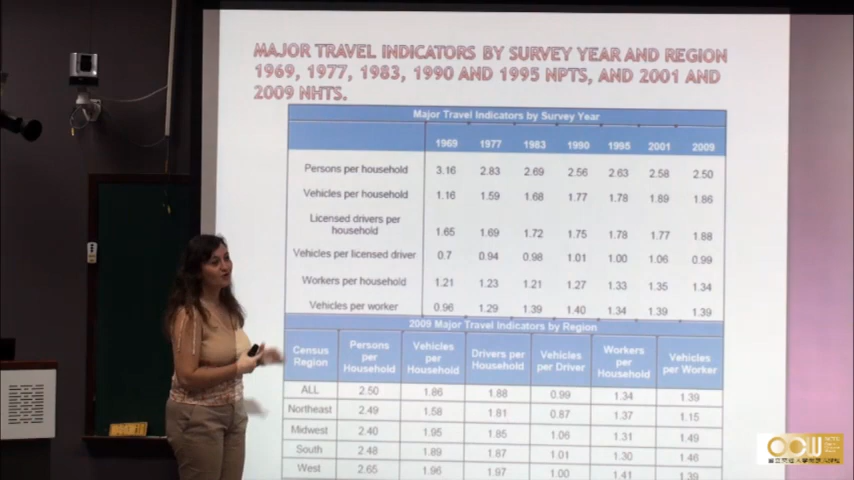 MAJOR TRAVEL INDICATORS BY SURVEY YEAR AND REGION
1969, 1977, 1983, 1990 AND 1995 NPTS, AND 2001 AND
2009 NHTS.
Major Travel Indicators by Survey Year
1969 1977 1983 1990 1995 2001 2009
Persons per household 3.16 2.83 2.69 2.56 2.63 2.58 2.50
Vehicles per household 1.16 1.59 1.68 1.77 1.78 1.89 1.86
Licensed drivers per
household 1.65 1.69 1.72 1.75 1.78 1.77 1.88
Vehicles per licensed driver 0.7 0.94 0.98 1.01 1.00 1.06 0.99
Workers per household 1.21 1.23 1.21 1.27 1.33 1.35 1.34
Vehicles per worker 0.96 1.29 1.39 1.40 1.34 1.39 1.39
2009 Major Travel Indicators by Region
Census
Region
Persons
per
Household
Vehicles
per
Household
Drivers per
Household
Vehicles
per Driver
Workers
per
Household
Vehicles
per Worker
ALL 2.50 1.86 1.88 0.99 1.34 1.39
Northeast 2.49 1.58 1.81 0.87 1.37 1.15
Midwest 2.40 1.95 1.85 1.06 1.31 1.49
South 2.48 1.89 1.87 1.01 1.30 1.46
West 2.65 1.96 1.97 1.00 1.41 1.39
OCW